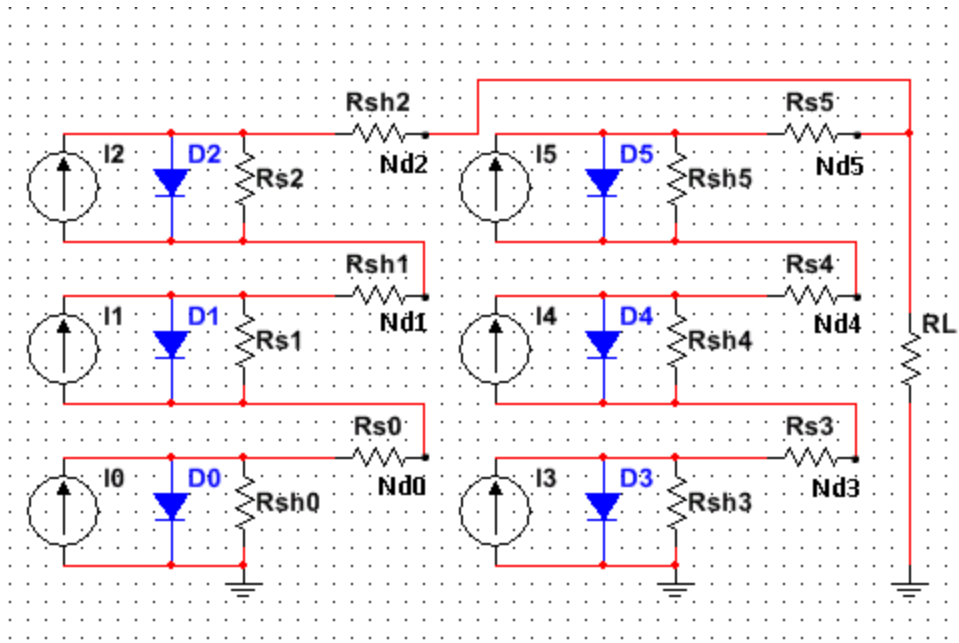 Rsh2
Rs5
I2
D2
Rs2
Nd2
I5
D5
Rsh5
Nd5
Rsh1
Rs4
I1
D1
Rs1
Nd1
I4
D4
Rsh4
Nd4
RL
Rs0
Rs3
I0
D0
Rsh0
Nd0
I3
D3
Rsh3
Nd3